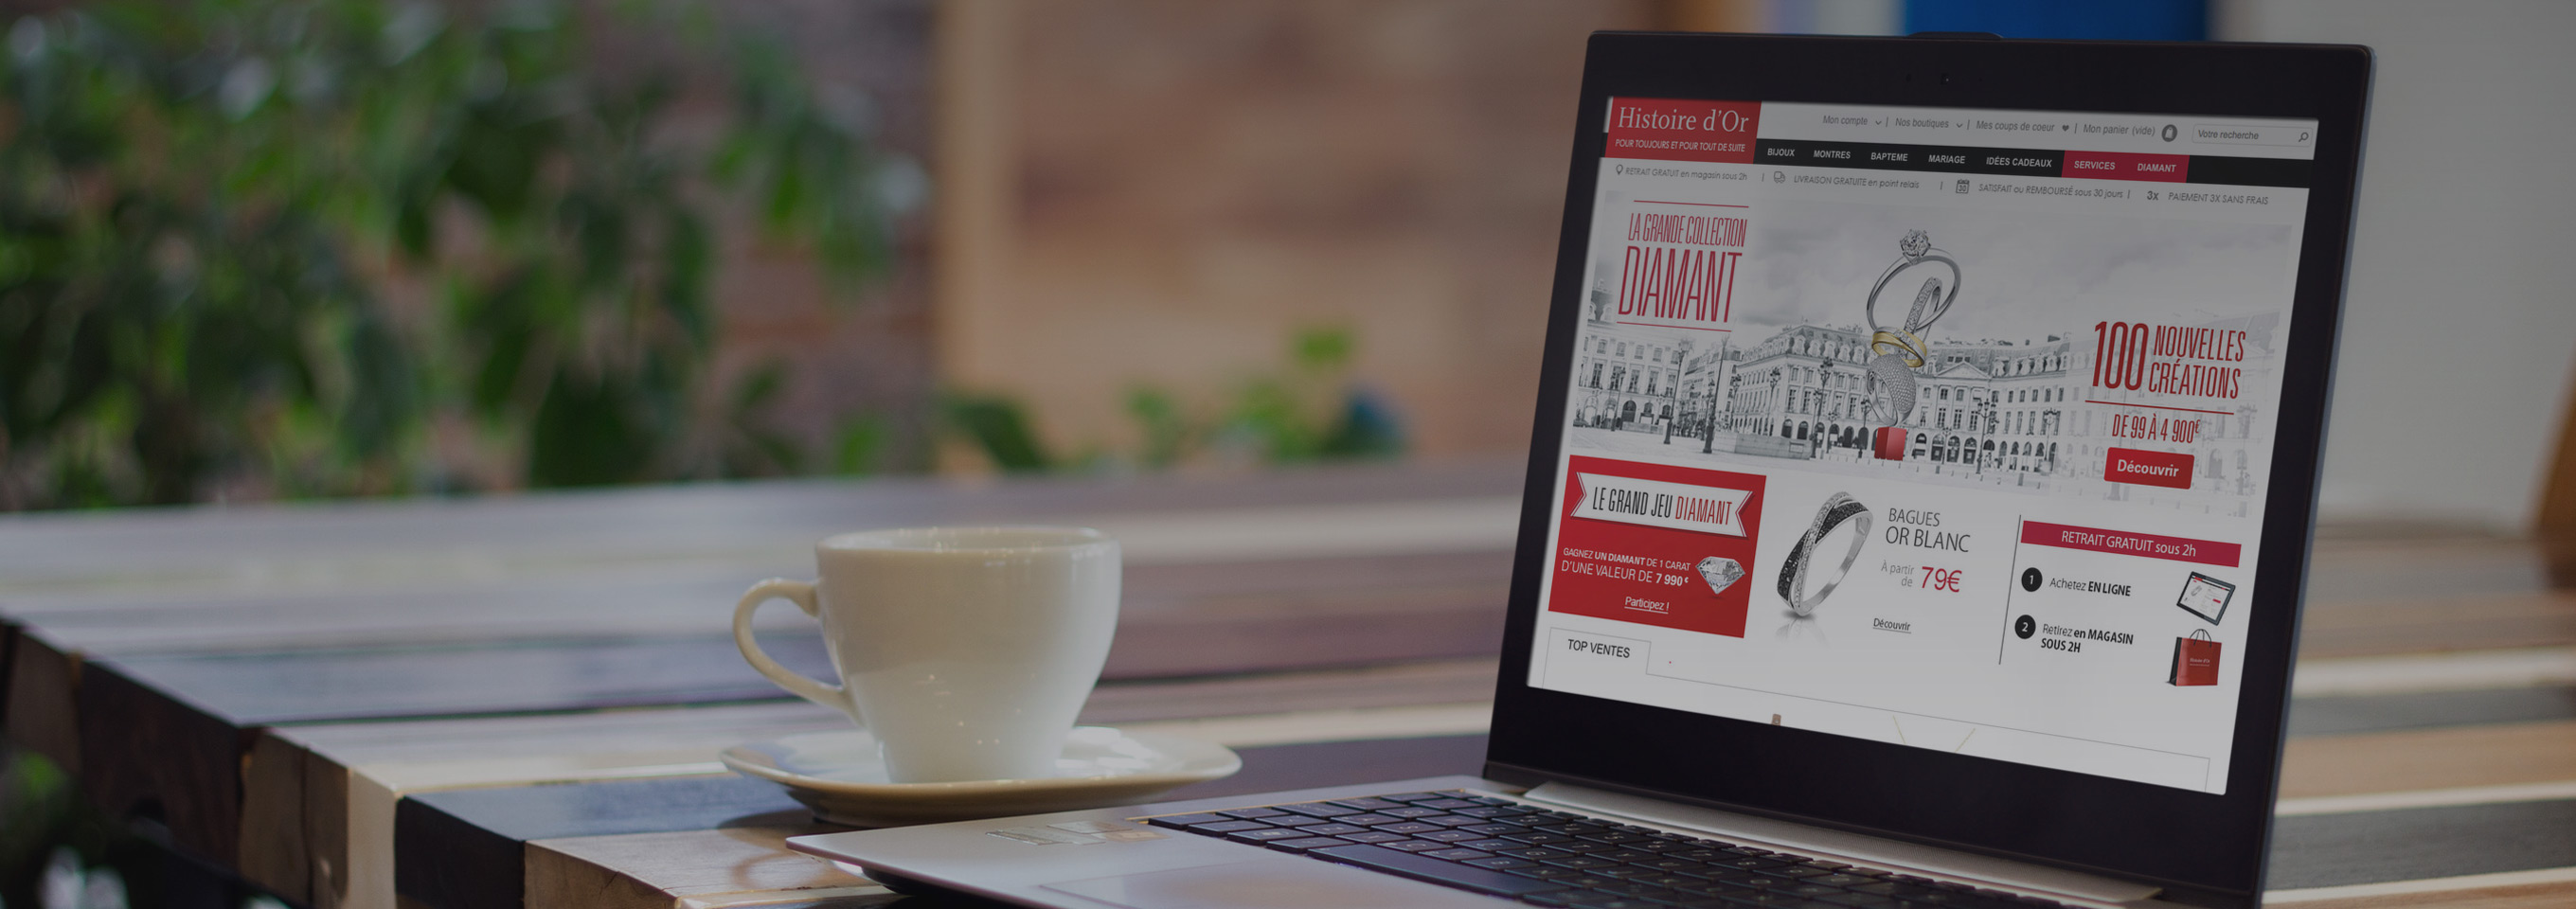 Histoire d'Or
POUR TOUJOURS ET POUR TOUT DE SUITE
Mon compte | Nos boutiques | Mes coups de coeur | Mon panier (vide)
Votre recherche
BIJOUX MONTRES BAPTEME MARIAGE IDÉES CADEAUX SERVICES DIAMANT
RETRAIT GRATUIT en magasin sous 2h | LIVRAISON GRATUITE en point relais | SATISFAIT ou REMBOURSÉ sous 30 jours | 3x PAIEMENT 3X SANS FRAIS
LA GRANDE COLLECTION
DIAMANT
100 NOUVELLES
CRÉATIONS
DE 99 À 4 900€
Découvrir
LE GRAND JEU DIAMANT
GAGNEZ UN DIAMANT DE 1 CARAT
D'UNE VALEUR DE 7 990€
Participez !
BAGUES
OR BLANC
À partir
de 79€
Découvrir
RETRAIT GRATUIT sous 2h
1 Achetez EN LIGNE
2 Retirez en MAGASIN
SOUS 2H
Histoire d'Or
TOP VENTES